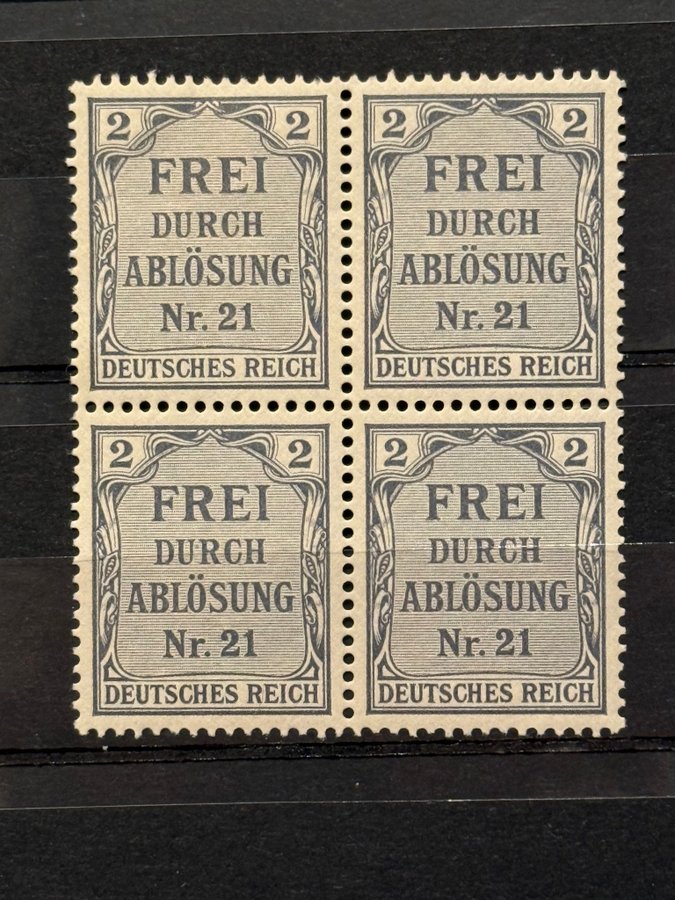 2 2
FREI
DURCH
ABLÖSUNG
Nr. 21
DEUTSCHES REICH
2 2
FREI
DURCH
ABLÖSUNG
Nr. 21
DEUTSCHES REICH
2 2
FREI
DURCH
ABLÖSUNG
Nr. 21
DEUTSCHES REICH
2 2
FREI
DURCH
ABLÖSUNG
Nr. 21
DEUTSCHES REICH